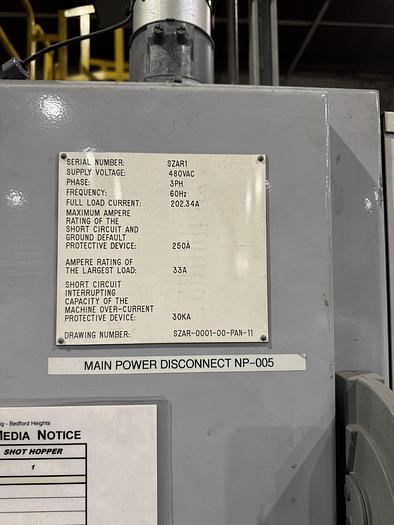 SERIAL NUMBER: SZAR1
SUPPLY VOLTAGE: 480VAC
PHASE: 3PH
FREQUENCY: 60Hz
FULL LOAD CURRENT: 202.34A
MAXIMUM AMPERE
RATING OF THE
SHORT CIRCUIT AND
GROUND DEFAULT
PROTECTIVE DEVICE: 250A
AMPERE RATING OF
THE LARGEST LOAD: 33A
SHORT CIRCUIT
INTERRUPTING
CAPACITY OF THE
MACHINE OVER-CURRENT
PROTECTIVE DEVICE: 30KA
DRAWING NUMBER: SZAR-0001-00-PAN-11
MAIN POWER DISCONNECT NP-005
- Bedford Heights
MEDIA NOTICE
SHOT HOPPER
1